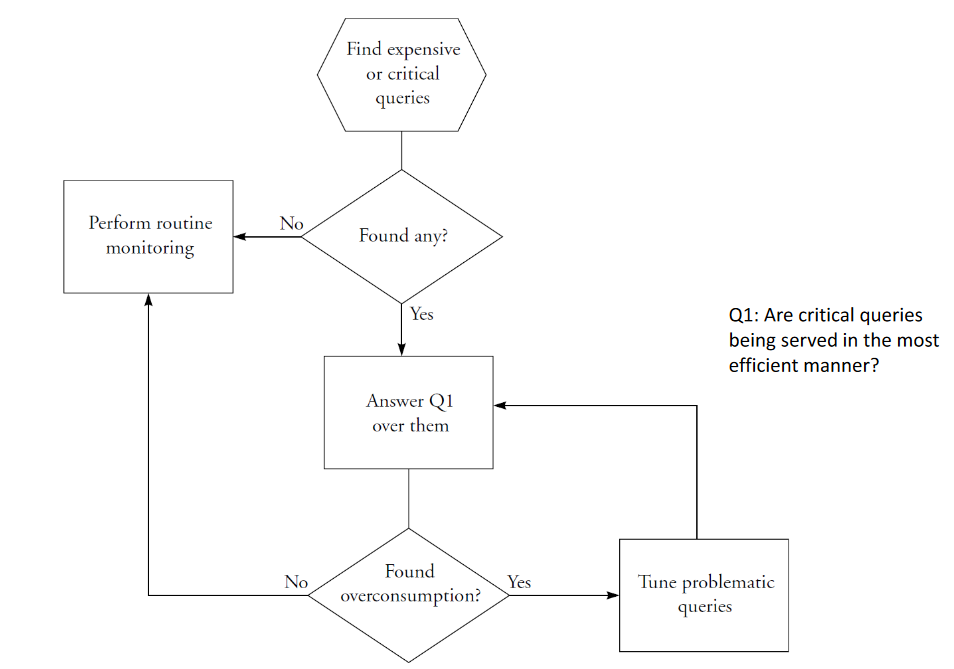 Find expensive
or critical
queries
Perform routine
monitoring
No
Found any?
Yes
Q1: Are critical queries
being served in the most
efficient manner?
Answer Q1
over them
No
Found
overconsumption?
Yes
Tune problematic
queries